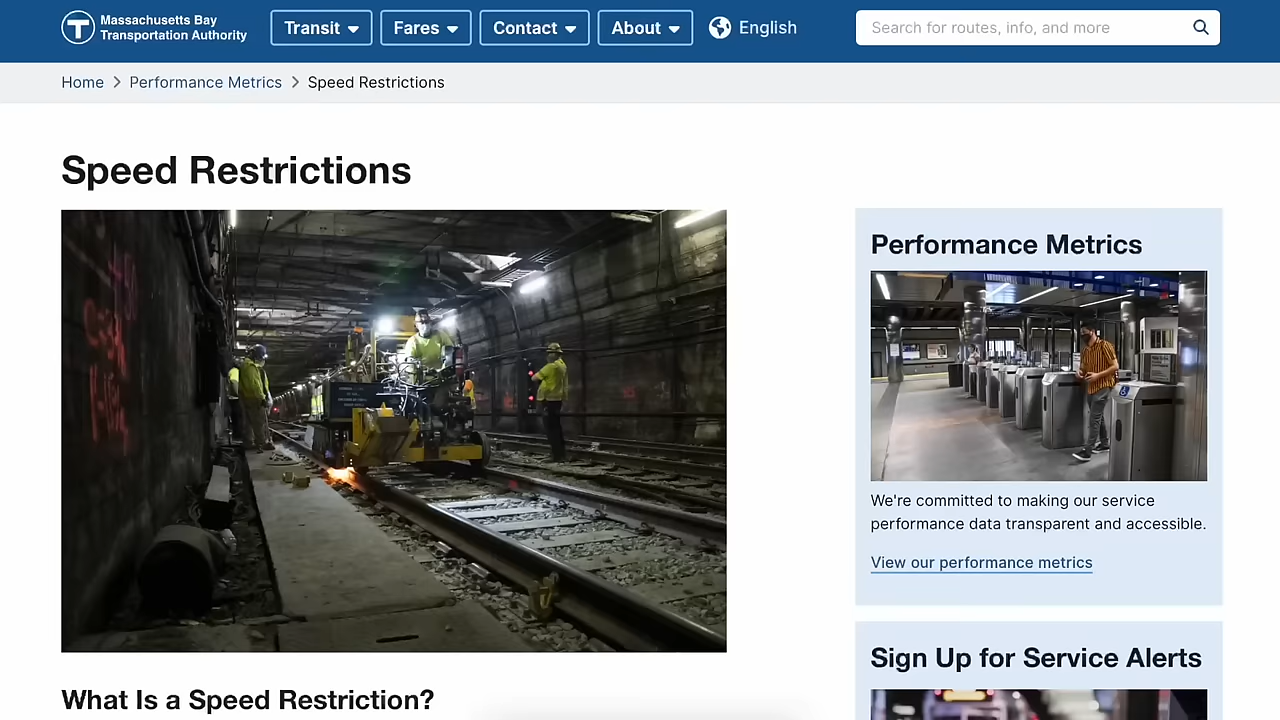 Massachusetts Bay
Transportation Authority
Transit
Fares
Contact
About
English
Search for routes, info, and more
Home > Performance Metrics > Speed Restrictions
Speed Restrictions
Performance Metrics
We're committed to making our service
performance data transparent and accessible.
View our performance metrics
Sign Up for Service Alerts
What Is a Speed Restriction?